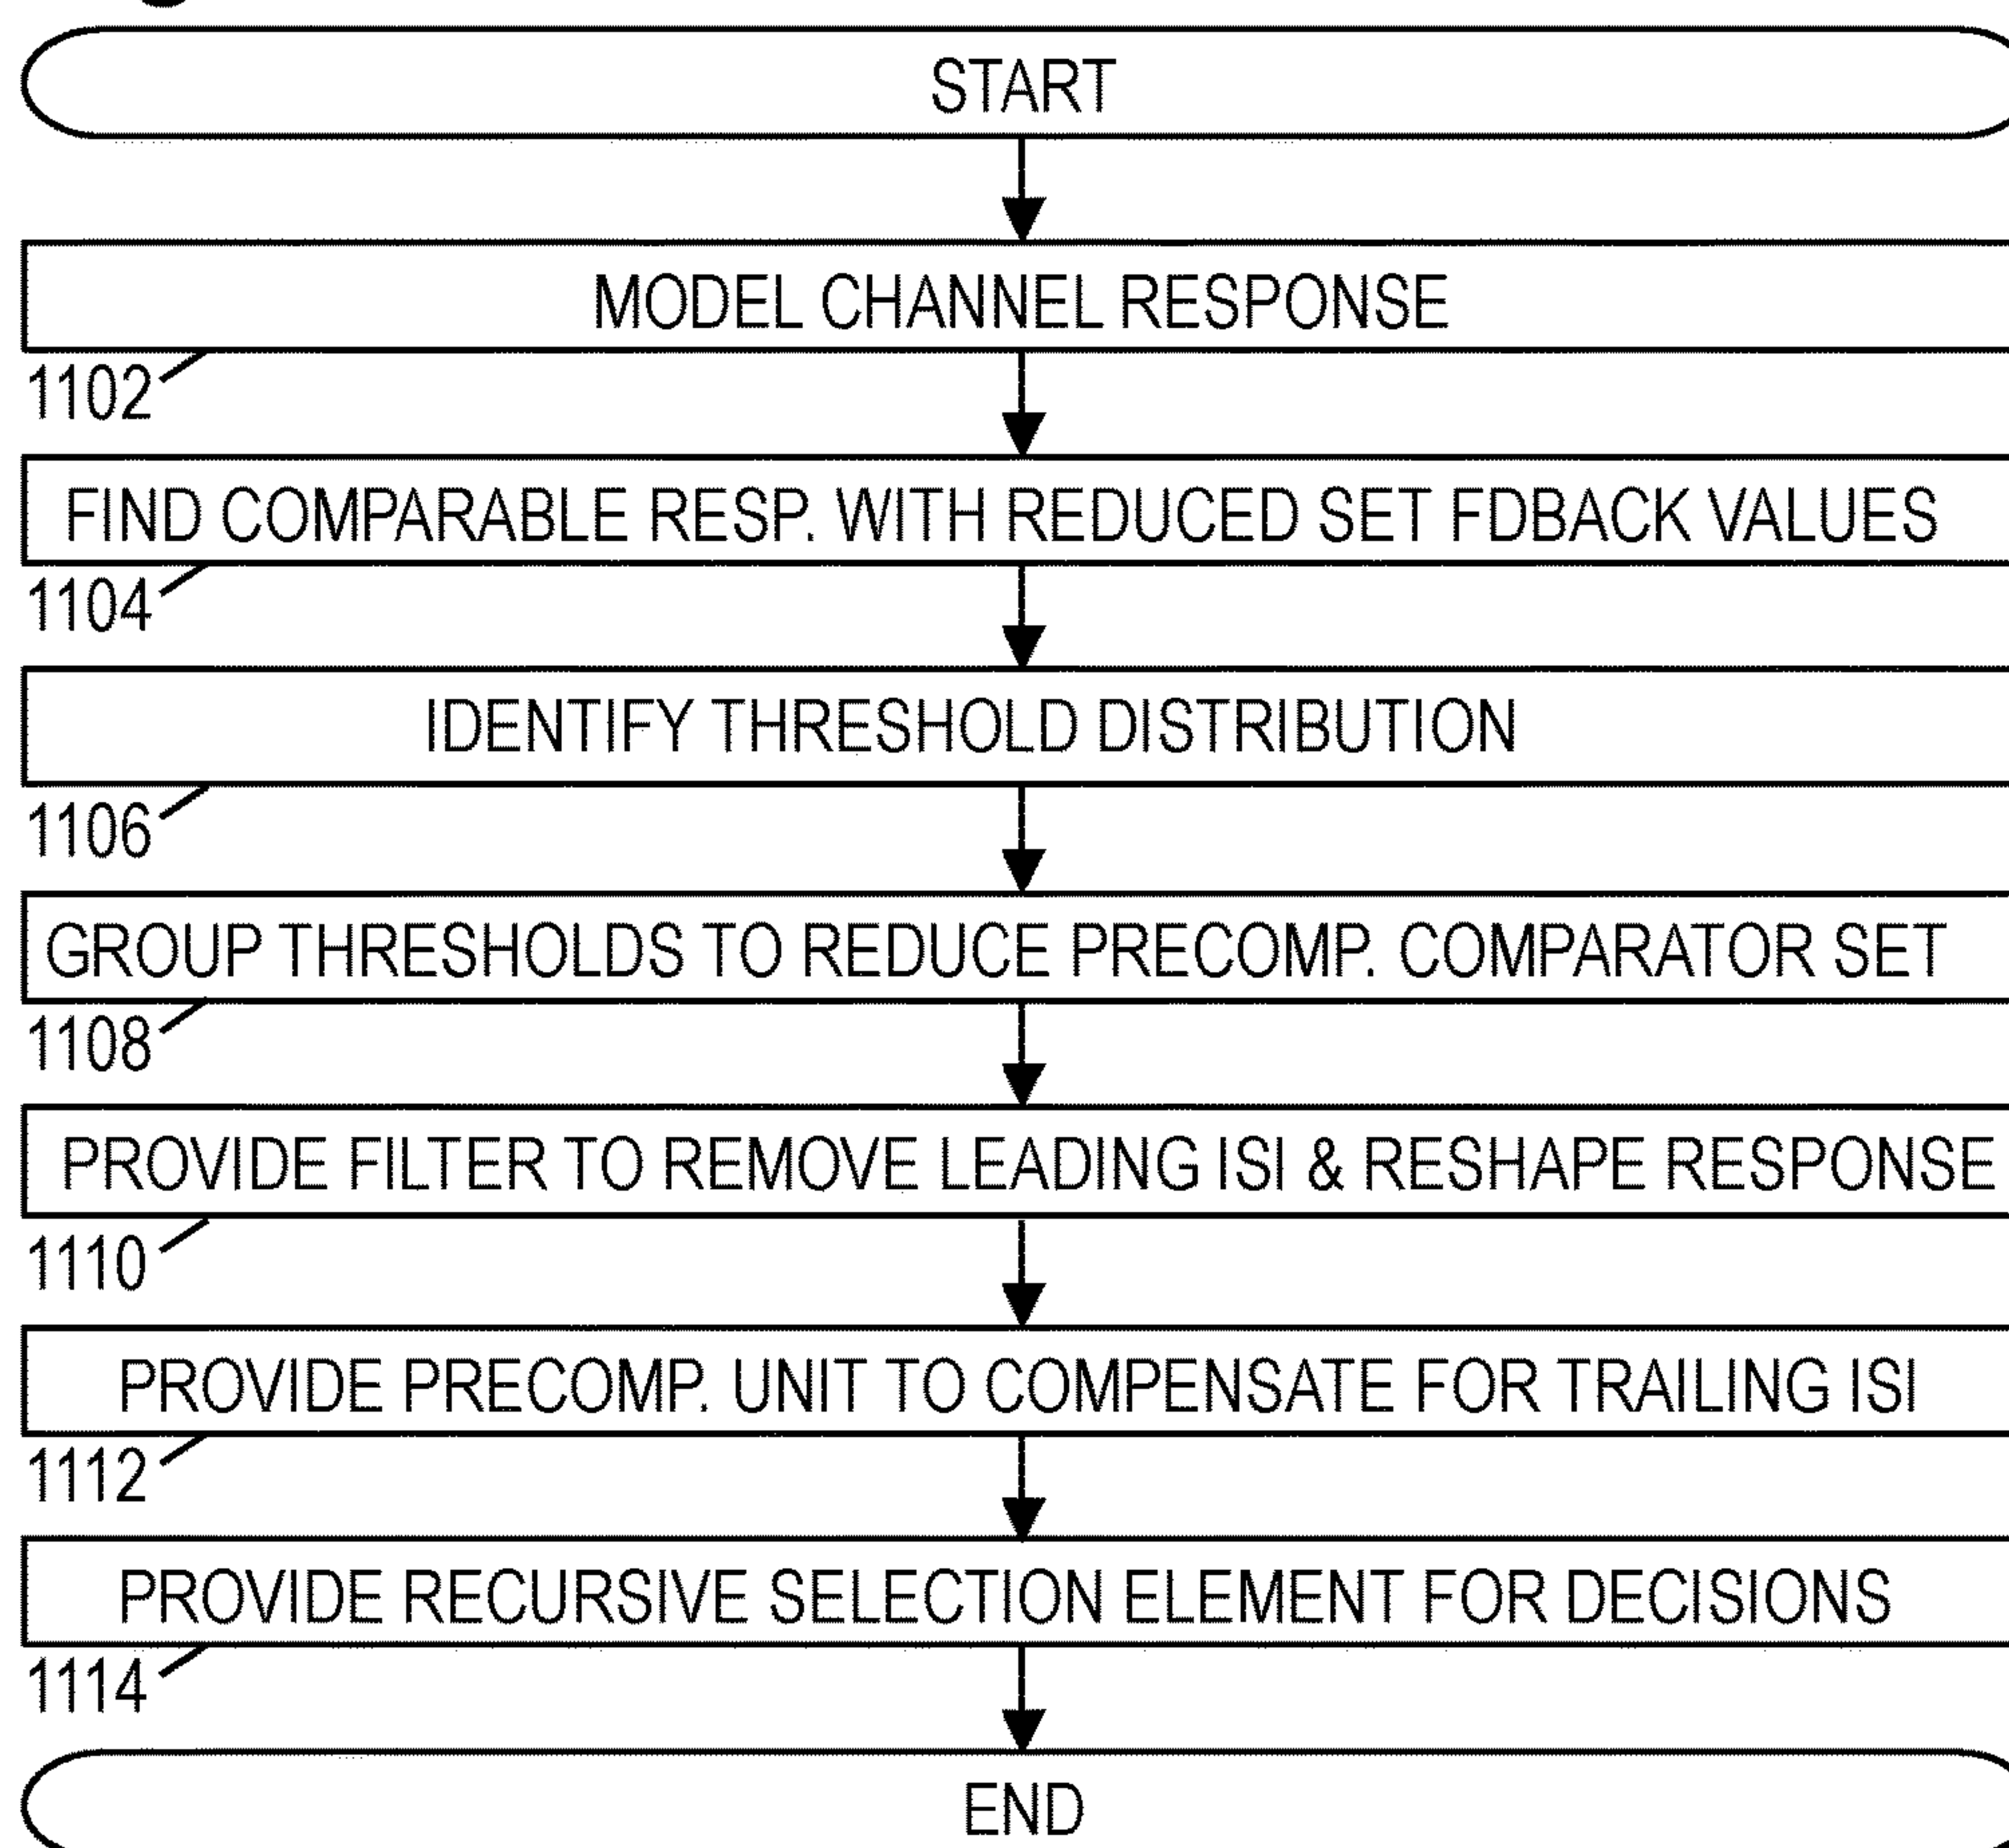 START
MODEL CHANNEL RESPONSE
1102
FIND COMPARABLE RESP. WITH REDUCED SET FDBACK VALUES
1104
IDENTIFY THRESHOLD DISTRIBUTION
1106
GROUP THRESHOLDS TO REDUCE PRECOMP. COMPARATOR SET
1108
PROVIDE FILTER TO REMOVE LEADING ISI & RESHAPE RESPONSE
1110
PROVIDE PRECOMP. UNIT TO COMPENSATE FOR TRAILING ISI
1112
PROVIDE RECURSIVE SELECTION ELEMENT FOR DECISIONS
1114
END